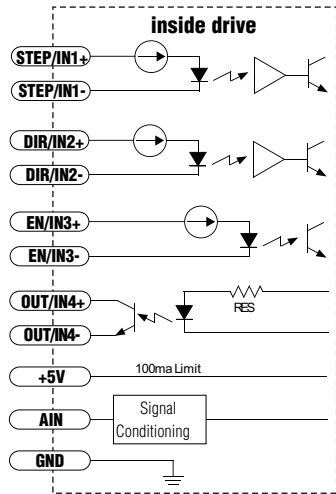 inside drive
STEP/IN1+
STEP/IN1-
DIR/IN2+
DIR/IN2-
EN/IN3+
EN/IN3-
OUT/IN4+
RES
OUT/IN4-
+5V
100ma Limit
AIN
Signal
Conditioning
GND